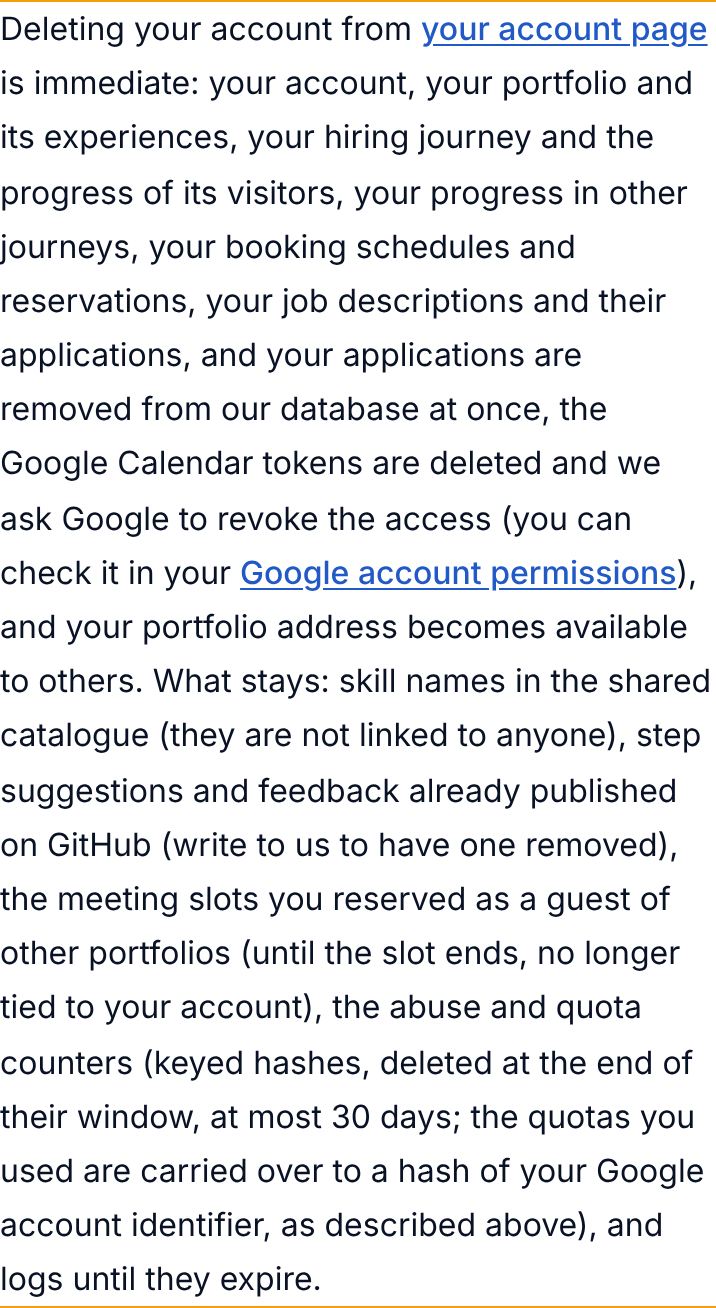 Deleting your account from your account page
is immediate: your account, your portfolio and
its experiences, your hiring journey and the
progress of its visitors, your progress in other
journeys, your booking schedules and
reservations, your job descriptions and their
applications, and your applications are
removed from our database at once, the
Google Calendar tokens are deleted and we
ask Google to revoke the access (you can
check it in your Google account permissions),
and your portfolio address becomes available
to others. What stays: skill names in the shared
catalogue (they are not linked to anyone), step
suggestions and feedback already published
on GitHub (write to us to have one removed),
the meeting slots you reserved as a guest of
other portfolios (until the slot ends, no longer
tied to your account), the abuse and quota
counters (keyed hashes, deleted at the end of
their window, at most 30 days; the quotas you
used are carried over to a hash of your Google
account identifier, as described above), and
logs until they expire.